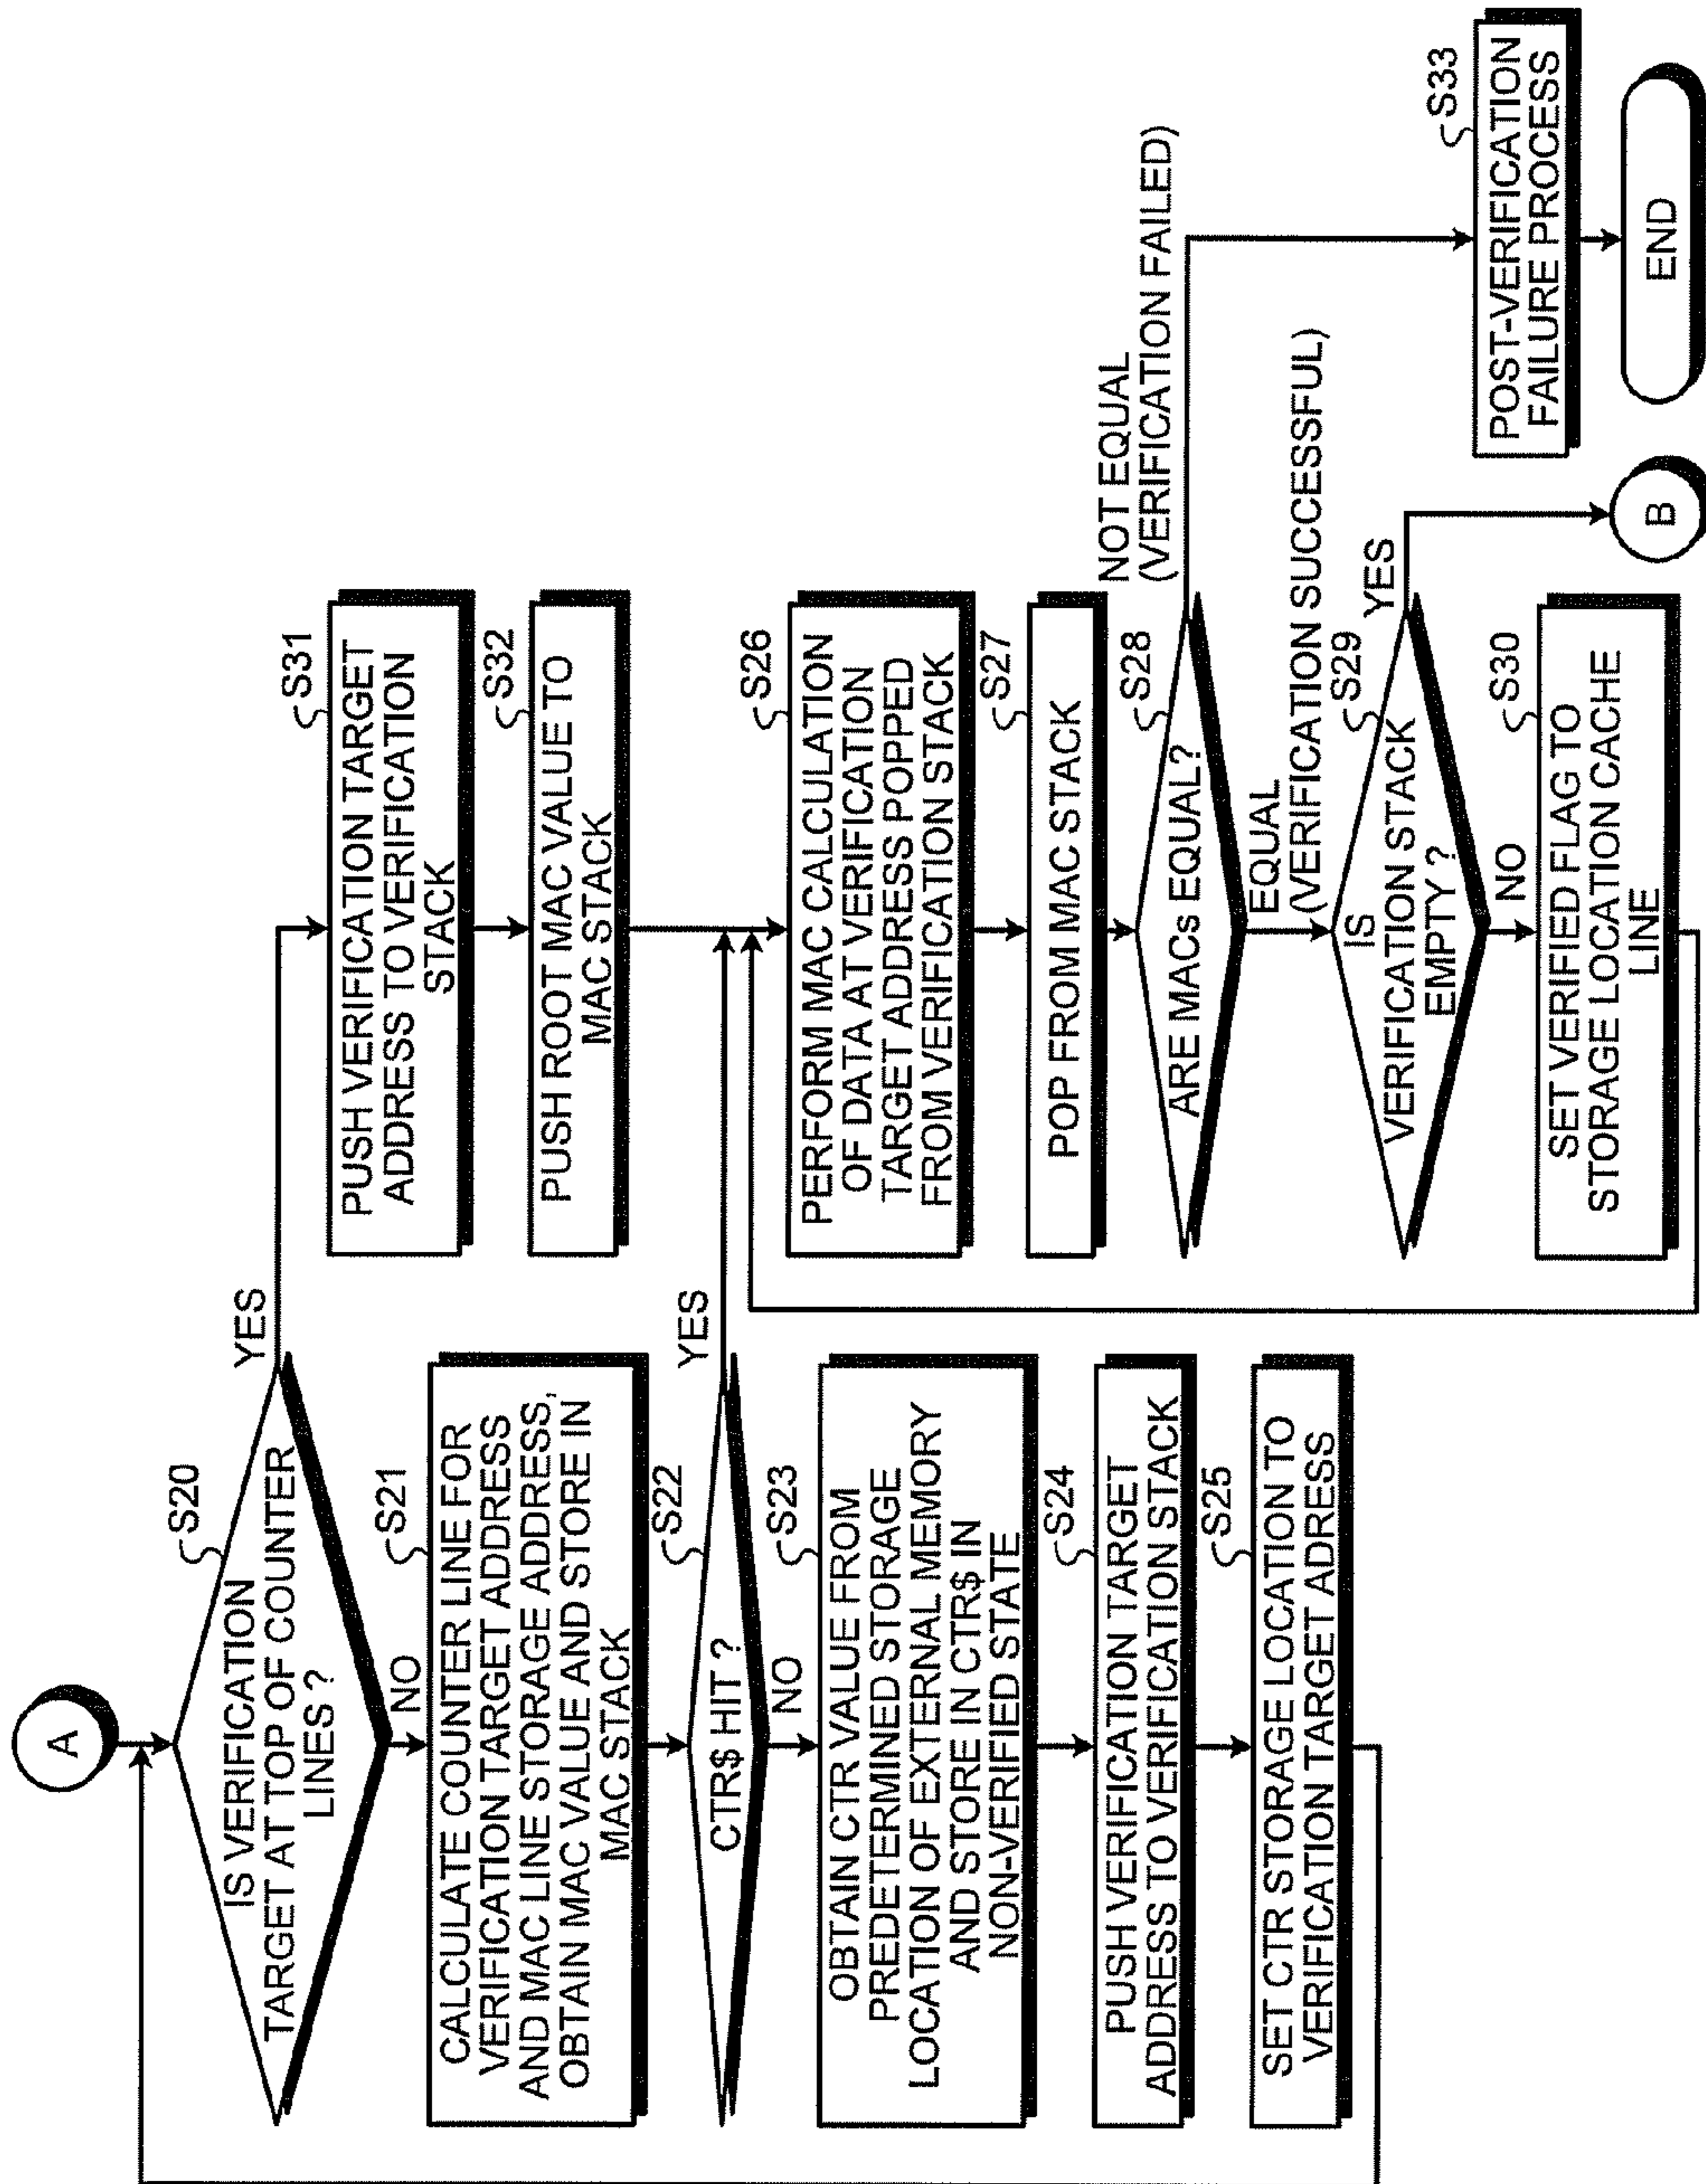 A
S20
IS VERIFICATION
TARGET AT TOP OF COUNTER
LINES ?
YES
NO
S21
CALCULATE COUNTER LINE FOR
VERIFICATION TARGET ADDRESS
AND MAC LINE STORAGE ADDRESS,
OBTAIN MAC VALUE AND STORE IN
MAC STACK
S22
CTR$ HIT ?
YES
NO
S23
OBTAIN CTR VALUE FROM
PREDETERMINED STORAGE
LOCATION OF EXTERNAL MEMORY
AND STORE IN CTR$ IN
NON-VERIFIED STATE
S24
PUSH VERIFICATION TARGET
ADDRESS TO VERIFICATION STACK
S25
SET CTR STORAGE LOCATION TO
VERIFICATION TARGET ADDRESS
S31
PUSH VERIFICATION TARGET
ADDRESS TO VERIFICATION
STACK
S32
PUSH ROOT MAC VALUE TO
MAC STACK
S26
PERFORM MAC CALCULATION
OF DATA AT VERIFICATION
TARGET ADDRESS POPPED
FROM VERIFICATION STACK
S27
POP FROM MAC STACK
S28
ARE MACs EQUAL?
NOT EQUAL
(VERIFICATION FAILED)
EQUAL
(VERIFICATION SUCCESSFUL)
S29
IS
VERIFICATION STACK
EMPTY ?
YES
NO
S30
SET VERIFIED FLAG TO
STORAGE LOCATION CACHE
LINE
B
S33
POST-VERIFICATION
FAILURE PROCESS
END